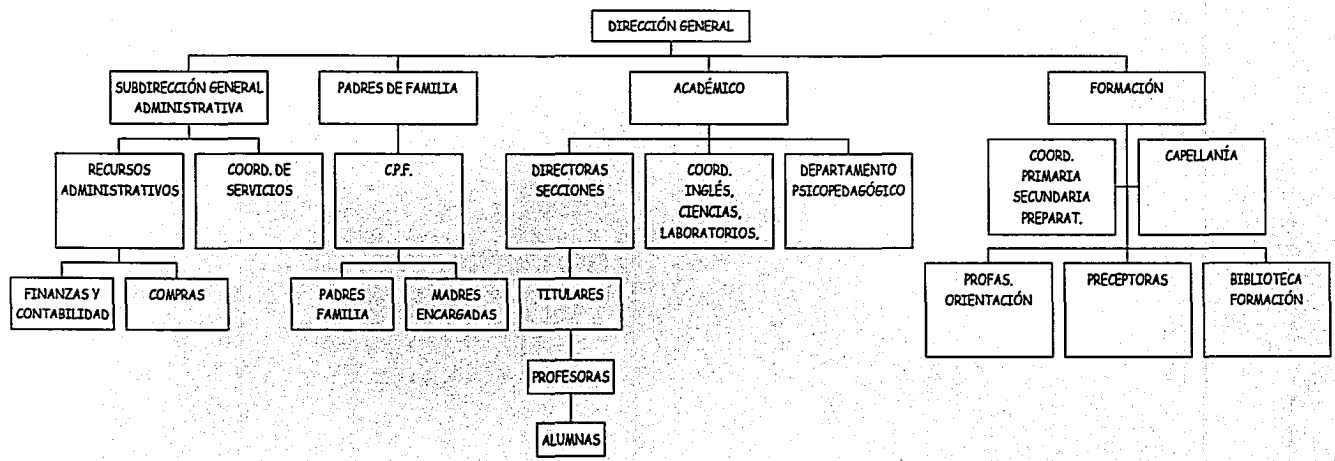 DIRECCIÓN GENERAL
SUBDIRECCIÓN GENERAL
ADMINISTRATIVA
PADRES DE FAMILIA
ACADÉMICO
FORMACIÓN
RECURSOS
ADMINISTRATIVOS
COORD. DE
SERVICIOS
C.P.F.
DIRECTORAS
SECCIONES
COORD.
INGLÉS,
CIENCIAS,
LABORATORIOS.
DEPARTAMENTO
PSICOPEDAGÓGICO
COORD.
PRIMARIA
SECUNDARIA
PREPARAT.
CAPELLANÍA
FINANZAS Y
CONTABILIDAD
COMPRAS
PADRES
FAMILIA
MADRES
ENCARGADAS
TITULARES
PROFAS.
ORIENTACIÓN
PRECEPTORAS
BIBLIOTECA
FORMACIÓN
PROFESORAS
ALUMNAS